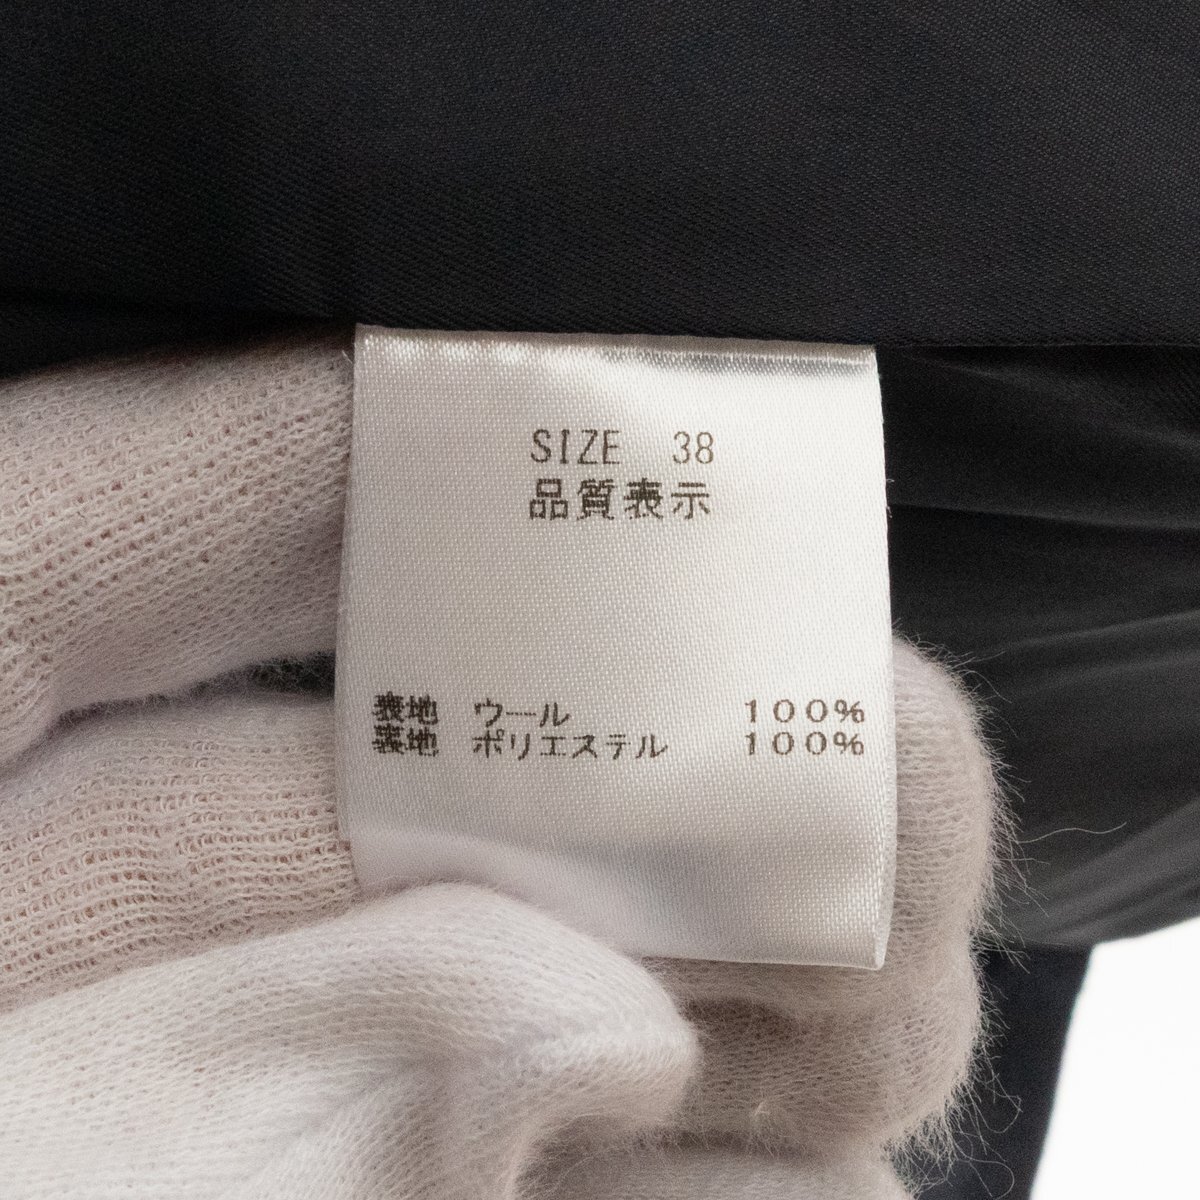 SIZE 38
品質表示
表地 ウール 100%
裏地 ポリエステル 100%